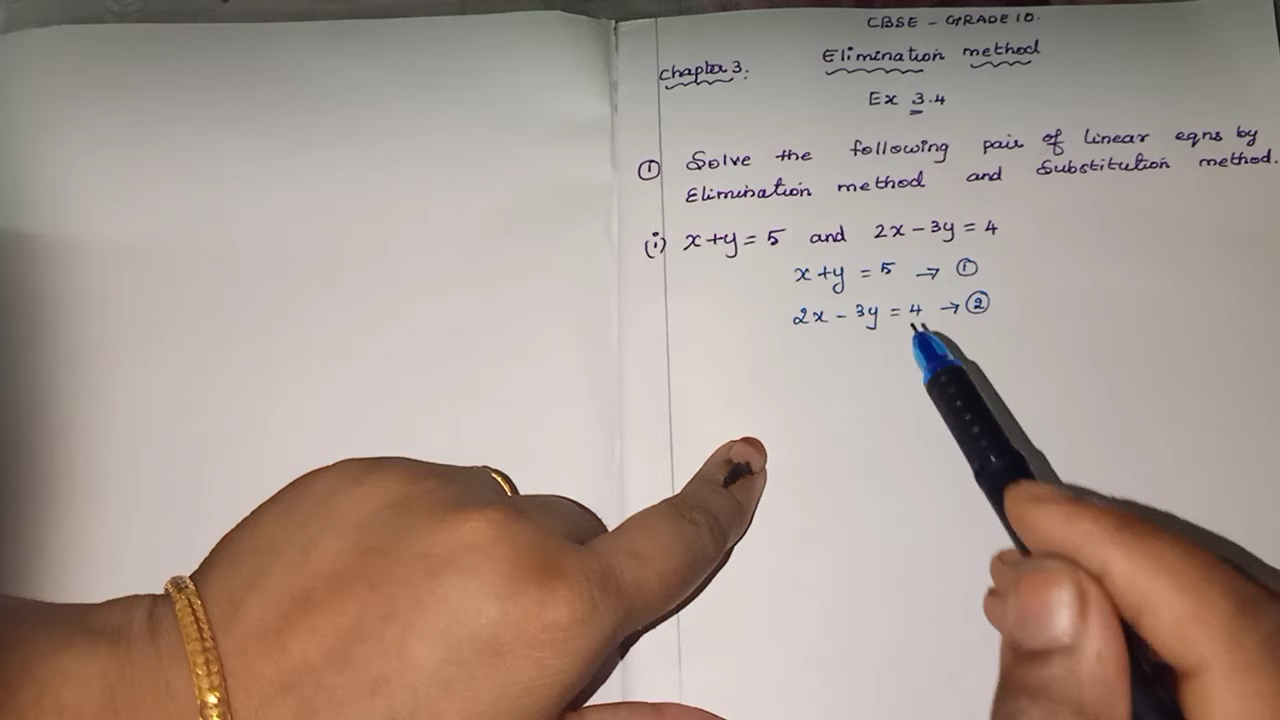 CBSE - GRADE 10.
Chapter 3. Elimination method
Ex 3.4
① Solve the following pair of linear eqns by
Elimination method and Substitution method.
(i) x+y = 5 and 2x - 3y = 4
x+y = 5 → ①
2x - 3y = 4 → ②